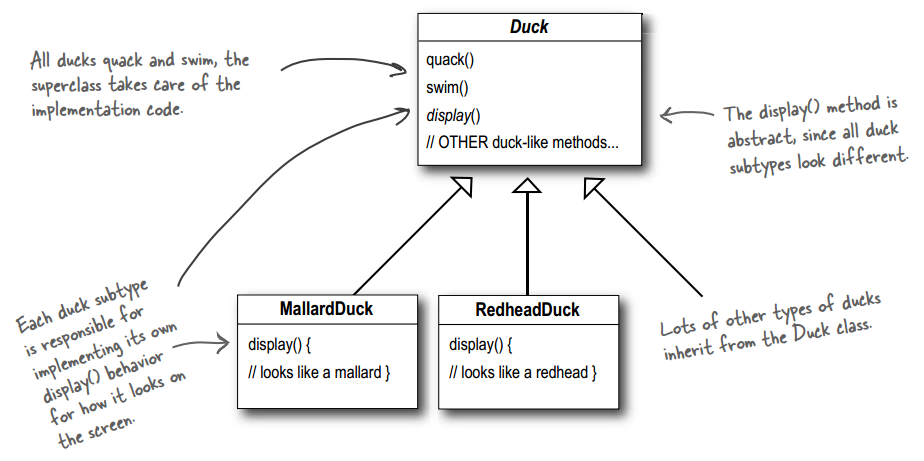 Duck
quack()
swim()
display()
// OTHER duck-like methods...
All ducks quack and swim, the
superclass takes care of the
implementation code.
The display() method is
abstract, since all duck
subtypes look different.
Each duck subtype
is responsible for
implementing its own
display() behavior
for how it looks on
the screen.
MallardDuck
display() {
// looks like a mallard }
RedheadDuck
display() {
// looks like a redhead }
Lots of other types of ducks
inherit from the Duck class.